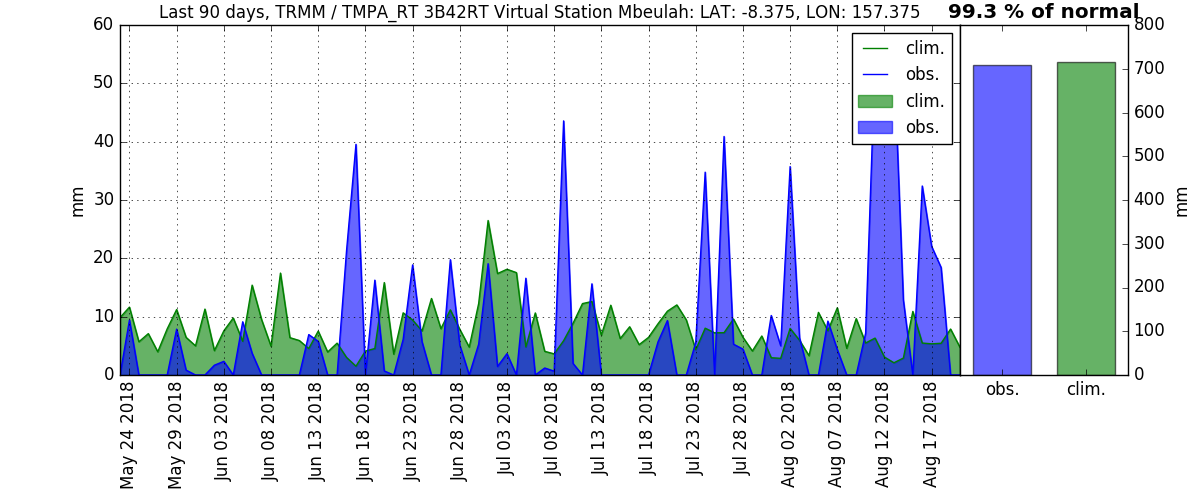 Last 90 days, TRMM / TMPA_RT 3B42RT Virtual Station Mbeulah: LAT: -8.375, LON: 157.375
99.3 % of normal
60
50
40
30
20
10
0
mm
clim.
obs.
clim.
obs.
800
700
600
500
400
300
200
100
0
mm
May 24 2018
May 29 2018
Jun 03 2018
Jun 08 2018
Jun 13 2018
Jun 18 2018
Jun 23 2018
Jun 28 2018
Jul 03 2018
Jul 08 2018
Jul 13 2018
Jul 18 2018
Jul 23 2018
Jul 28 2018
Aug 02 2018
Aug 07 2018
Aug 12 2018
Aug 17 2018
obs.
clim.